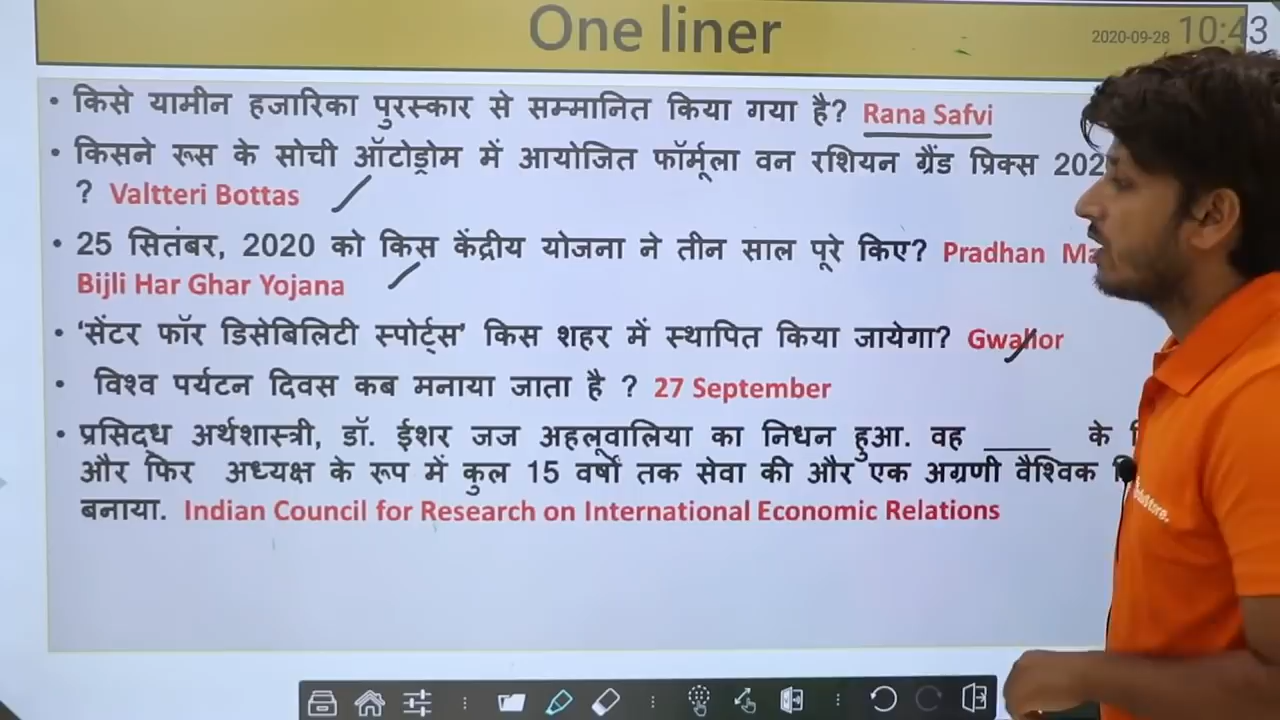 One liner
2020-09-28 10:43
• किसे यामीन हजारिका पुरस्कार से सम्मानित किया गया है? Rana Safvi
• किसने रूस के सोची ऑटोड्रोम में आयोजित फॉर्मूला वन रशियन ग्रैंड प्रिक्स 202
? Valtteri Bottas
• 25 सितंबर, 2020 को किस केंद्रीय योजना ने तीन साल पूरे किए? Pradhan
Bijli Har Ghar Yojana
• ‘सेंटर फॉर डिसेबिलिटी स्पोर्ट्स’ किस शहर में स्थापित किया जायेगा? Gwalior
• विश्व पर्यटन दिवस कब मनाया जाता है ? 27 September
• प्रसिद्ध अर्थशास्त्री, डॉ. ईशर जज अहलूवालिया का निधन हुआ. वह ____ के
और फिर अध्यक्ष के रूप में कुल 15 वर्षों तक सेवा की और एक अग्रणी वैश्विक
बनाया. Indian Council for Research on International Economic Relations